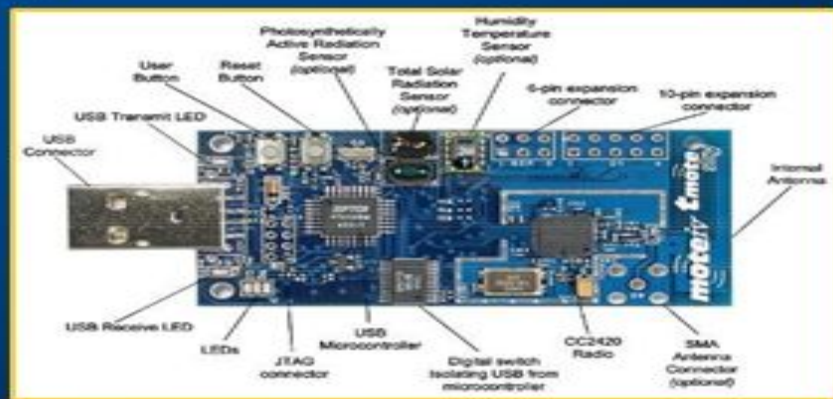 Photosynthetically
Active Radiation
Sensor
(optional)
Humidity
Temperature
Sensor
(optional)
User
Button
Reset
Button
Total Solar
Radiation
Sensor
(optional)
6-pin expansion
connector
10-pin expansion
connector
USB Transmit LED
USB
Connector
Internal
Antenna
moteiv tmote
USB Receive LED
LEDs
JTAG
connector
USB
Microcontroller
Digital switch
Isolating USB from
microcontroller
CC2420
Radio
SMA
Antenna
Connector
(optional)